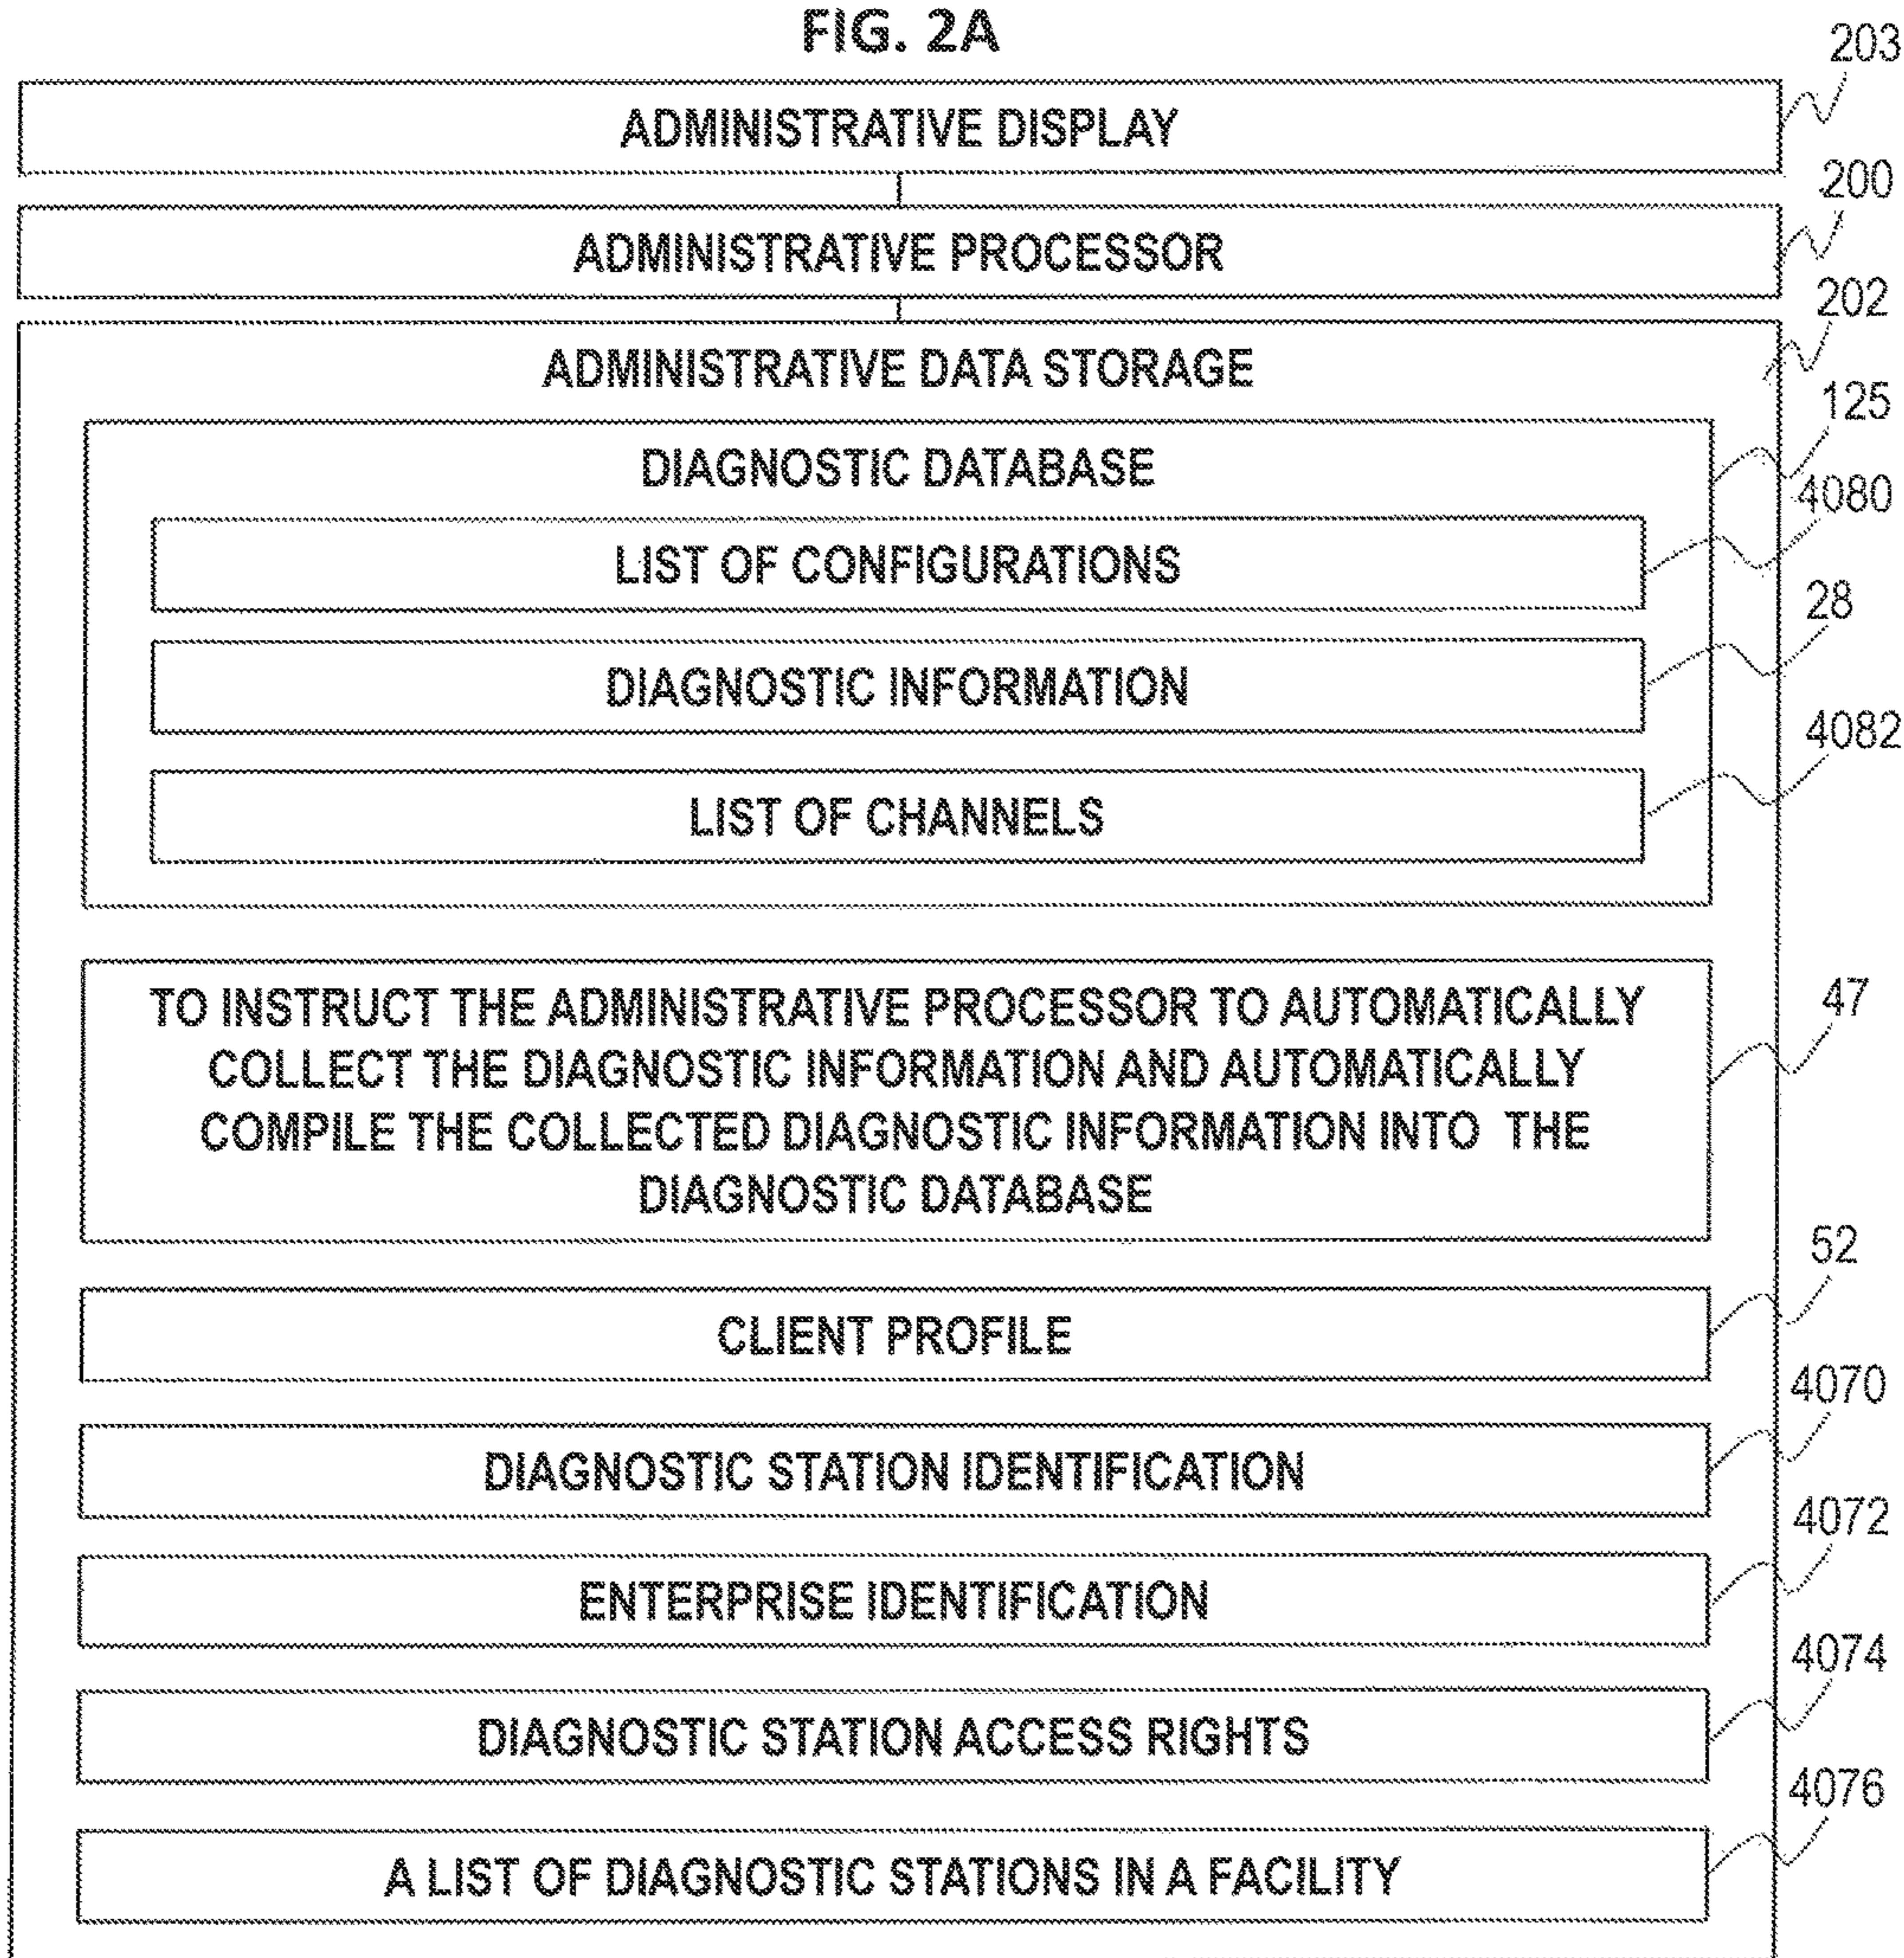 FIG. 2A
203
ADMINISTRATIVE DISPLAY
200
ADMINISTRATIVE PROCESSOR
202
ADMINISTRATIVE DATA STORAGE
125
DIAGNOSTIC DATABASE
4080
LIST OF CONFIGURATIONS
28
DIAGNOSTIC INFORMATION
4082
LIST OF CHANNELS
47
TO INSTRUCT THE ADMINISTRATIVE PROCESSOR TO AUTOMATICALLY
COLLECT THE DIAGNOSTIC INFORMATION AND AUTOMATICALLY
COMPILE THE COLLECTED DIAGNOSTIC INFORMATION INTO THE
DIAGNOSTIC DATABASE
52
CLIENT PROFILE
4070
DIAGNOSTIC STATION IDENTIFICATION
4072
ENTERPRISE IDENTIFICATION
4074
DIAGNOSTIC STATION ACCESS RIGHTS
4076
A LIST OF DIAGNOSTIC STATIONS IN A FACILITY